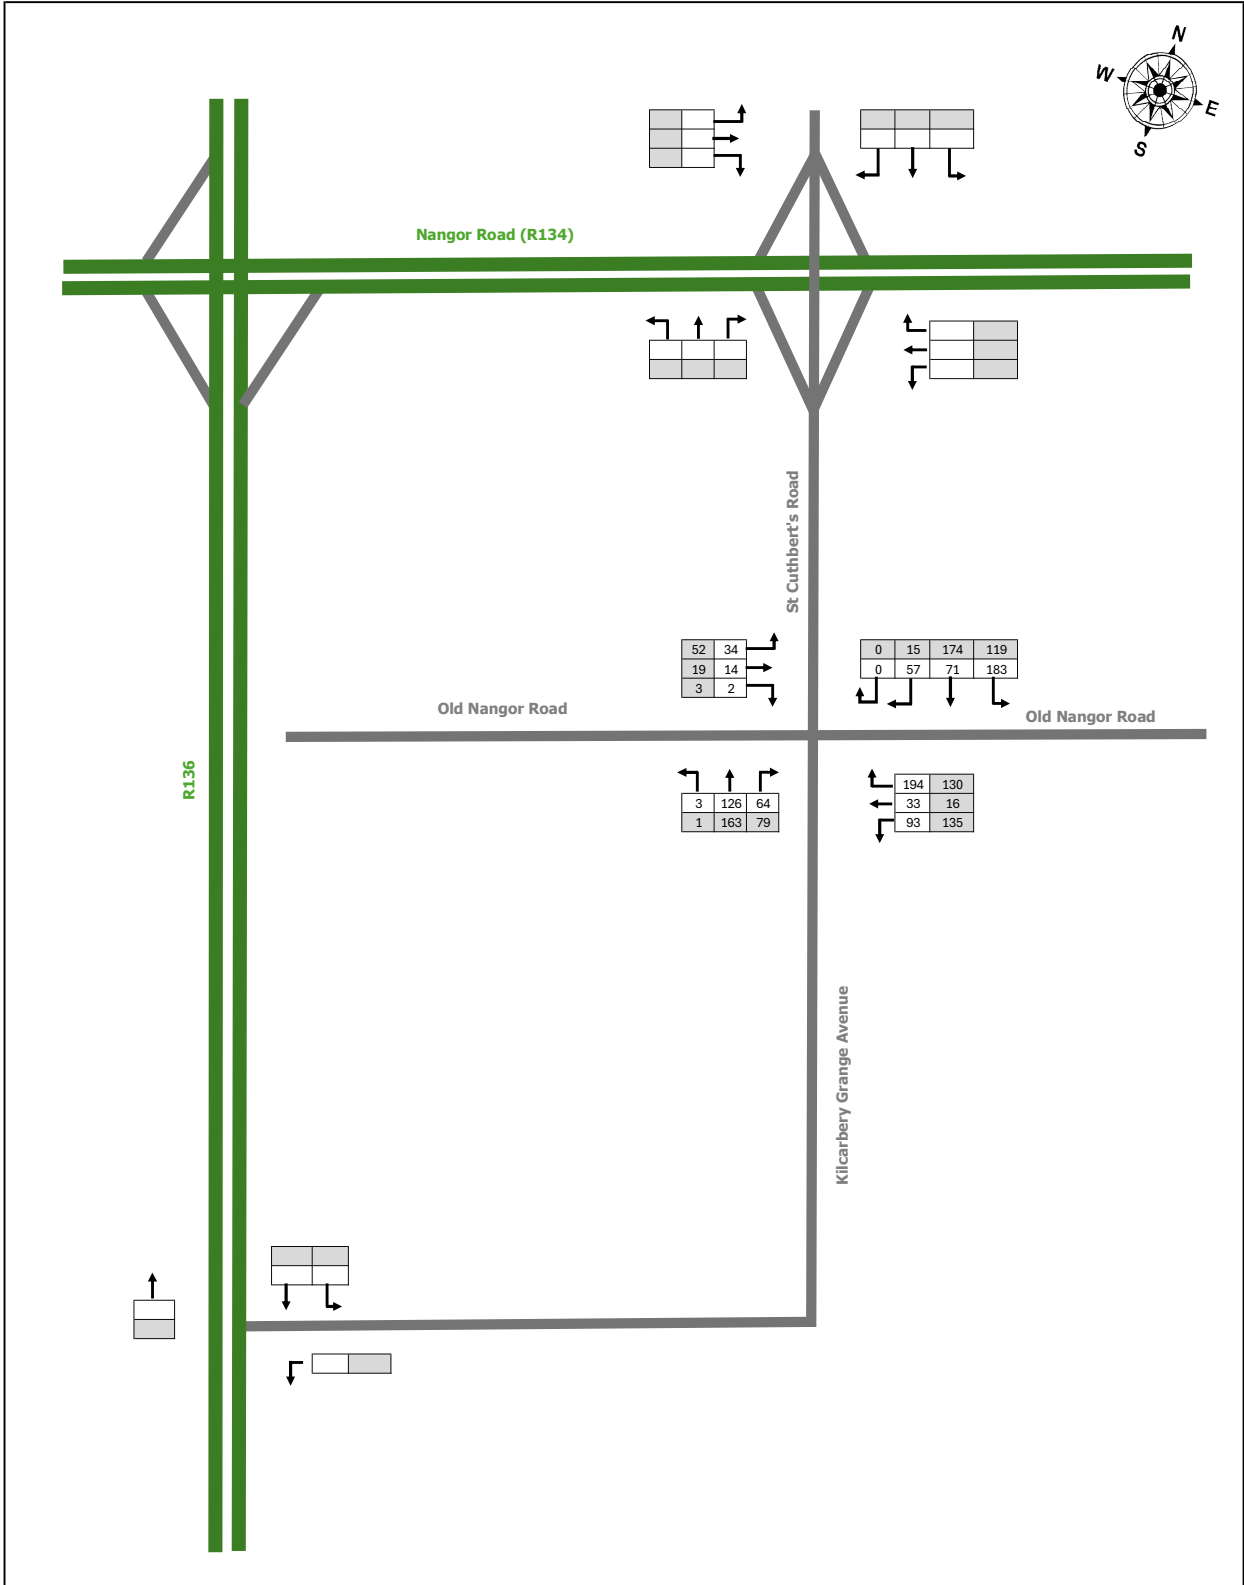 N
W
E
S
Nangor Road (R134)
St Cuthbert's Road
52 34
19 14
3 2
0 15 174 119
0 57 71 183
Old Nangor Road
Old Nangor Road
R136
3 126 64
1 163 79
194 130
33 16
93 135
Kilcarbery Grange Avenue